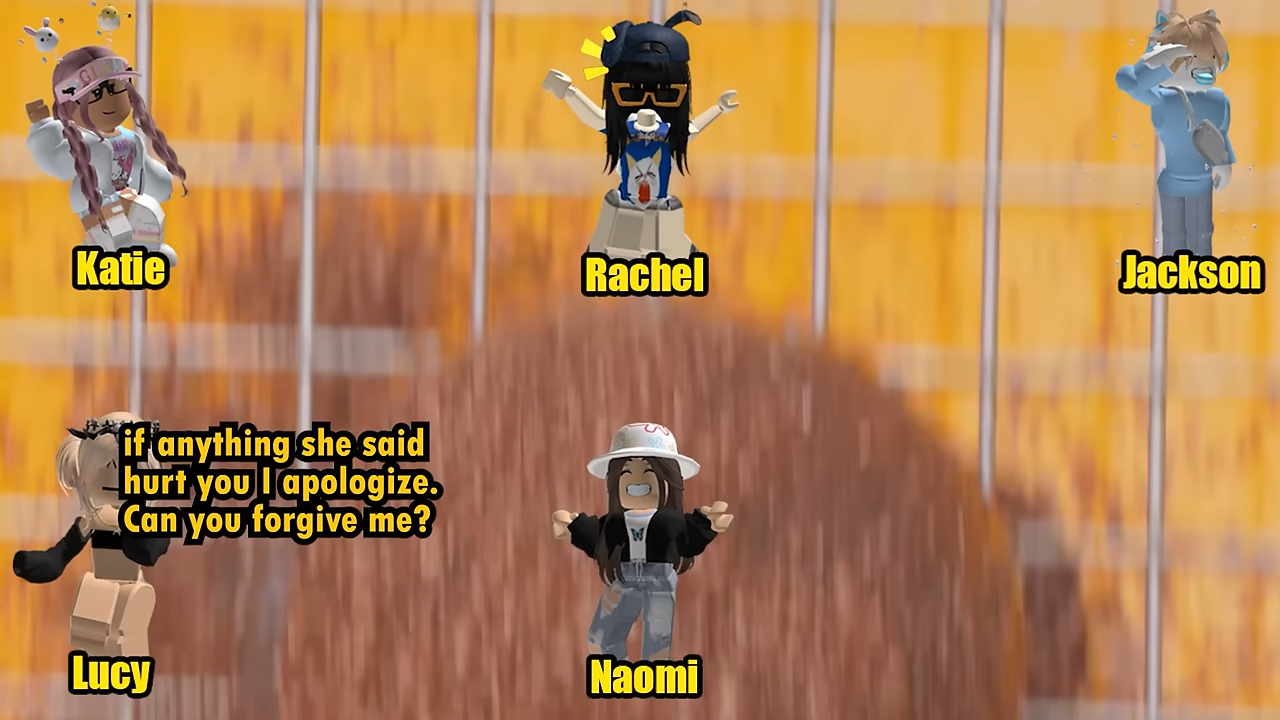 Katie
Rachel
Jackson
if anything she said
hurt you I apologize.
Can you forgive me?
Lucy
Naomi